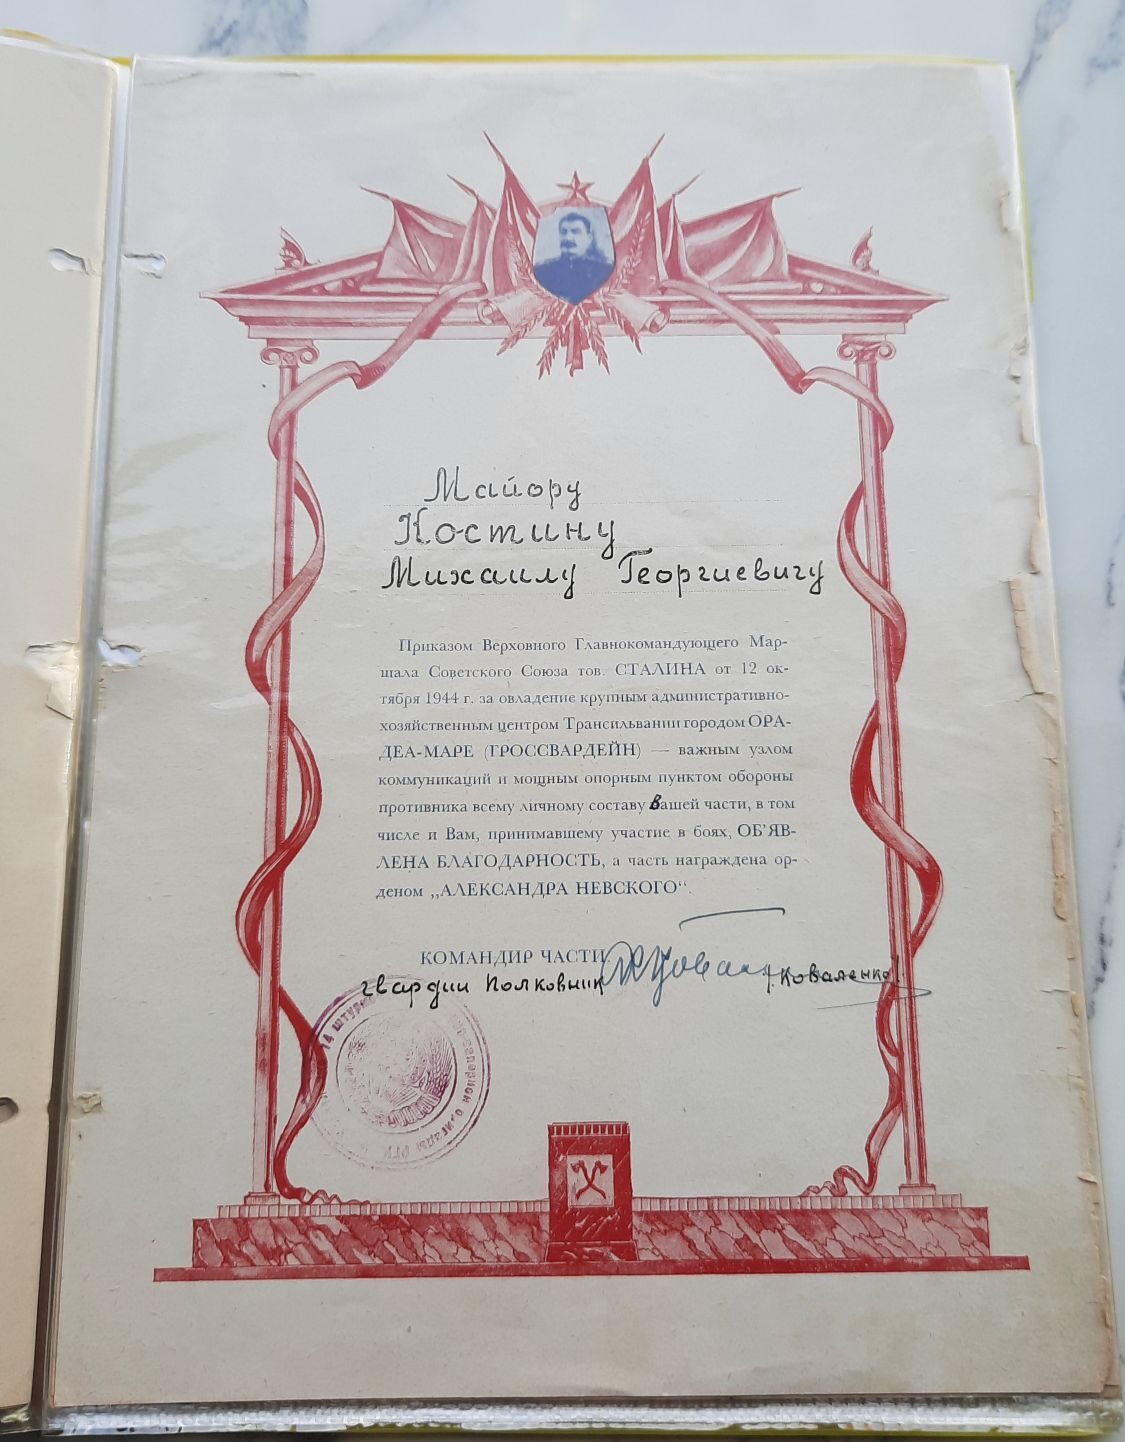 Майору
Костину
Михаилу Георгиевичу
Приказом Верховного Главнокомандующего Мар-
шала Советского Союза тов. СТАЛИНА от 12 ок-
тября 1944 г. за овладение крупным административно-
хозяйственным центром Трансильвании городом ОРА-
ДЕА-МАРЕ (ГРОССВАРДЕЙН) — важным узлом
коммуникаций и мощным опорным пунктом обороны
противника всему личному составу Вашей части, в том
числе и Вам, принимавшему участие в боях, ОБ'ЯВ-
ЛЕНА БЛАГОДАРНОСТЬ, а часть награждена ор-
деном „АЛЕКСАНДРА НЕВСКОГО“.
КОМАНДИР ЧАСТИ
гвардии полковник /Коваленко/
14 штурм